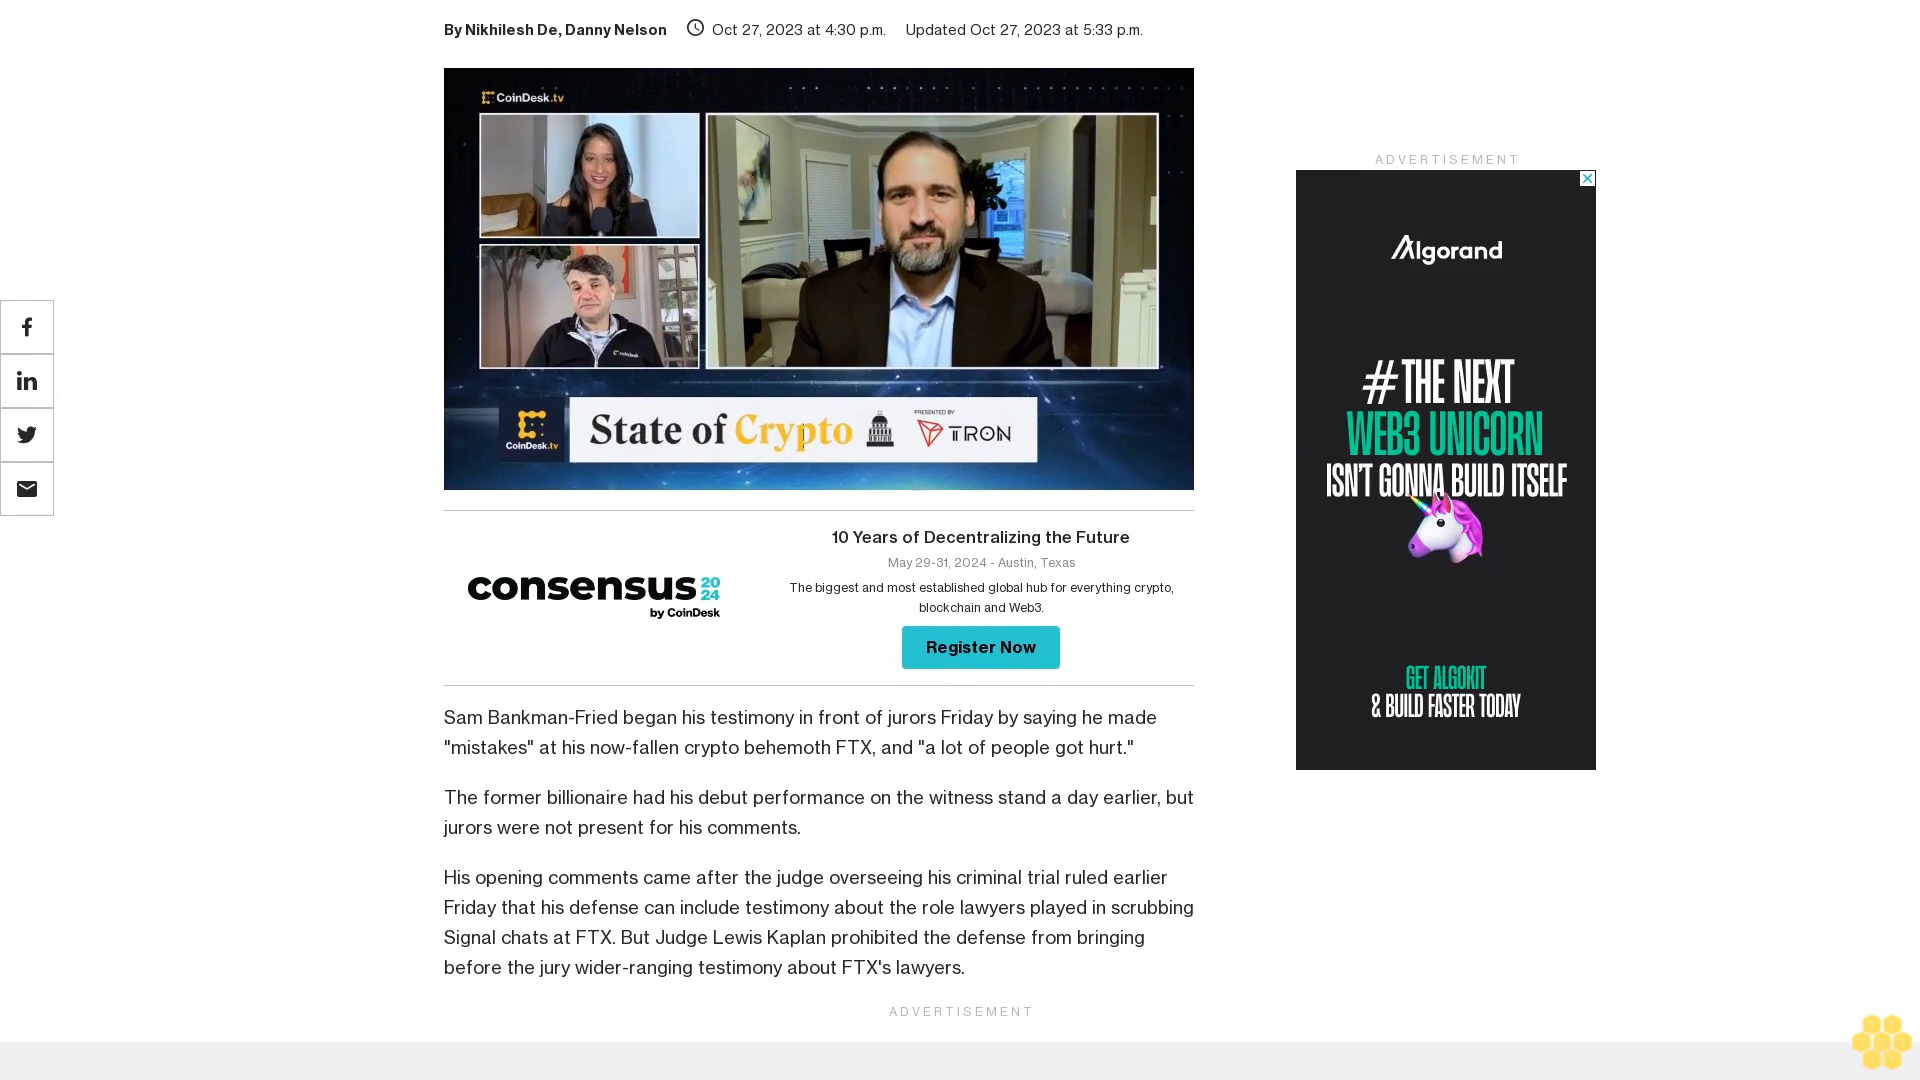 By Nikhilesh De, Danny Nelson
Oct 27, 2023 at 4:30 p.m.
Updated Oct 27, 2023 at 5:33 p.m.
CoinDesk.tv
coindesk
CoinDesk.tv
State of Crypto
PRESENTED BY
TRON
consensus 20
24
by CoinDesk
10 Years of Decentralizing the Future
May 29-31, 2024 - Austin, Texas
The biggest and most established global hub for everything crypto,
blockchain and Web3.
Register Now
Sam Bankman-Fried began his testimony in front of jurors Friday by saying he made
"mistakes" at his now-fallen crypto behemoth FTX, and "a lot of people got hurt."
The former billionaire had his debut performance on the witness stand a day earlier, but
jurors were not present for his comments.
His opening comments came after the judge overseeing his criminal trial ruled earlier
Friday that his defense can include testimony about the role lawyers played in scrubbing
Signal chats at FTX. But Judge Lewis Kaplan prohibited the defense from bringing
before the jury wider-ranging testimony about FTX's lawyers.
ADVERTISEMENT
ADVERTISEMENT
Algorand
#THE NEXT
WEB3 UNICORN
ISN'T GONNA BUILD ITSELF
GET ALGOKIT
& BUILD FASTER TODAY